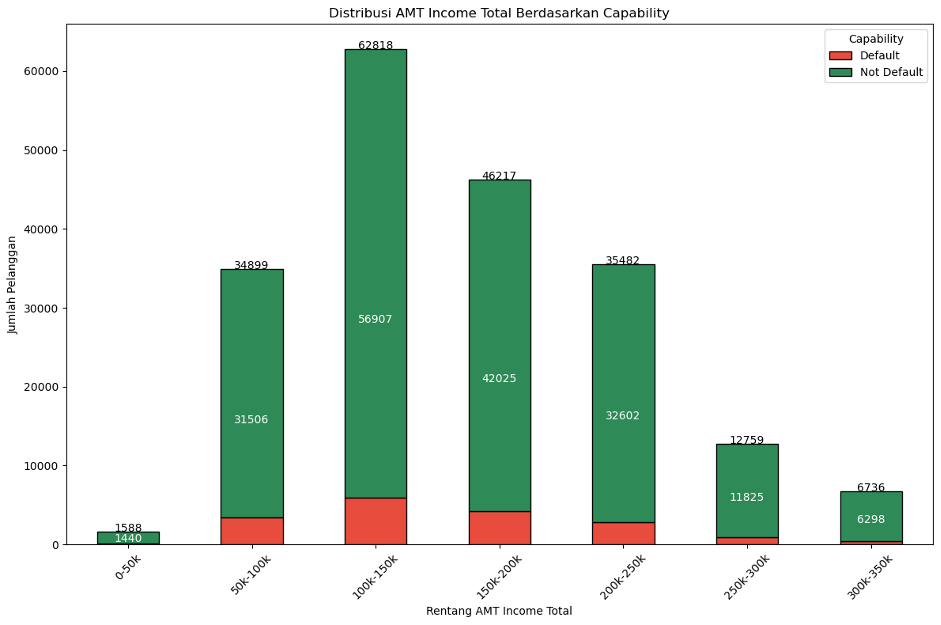 Distribusi AMT Income Total Berdasarkan Capability
Capability
Default
Not Default
Jumlah Pelanggan
60000
50000
40000
30000
20000
10000
0
1588
1440
34899
31506
62818
56907
46217
42025
35482
32602
12759
11825
6736
6298
0-50k
50k-100k
100k-150k
150k-200k
200k-250k
250k-300k
300k-350k
Rentang AMT Income Total